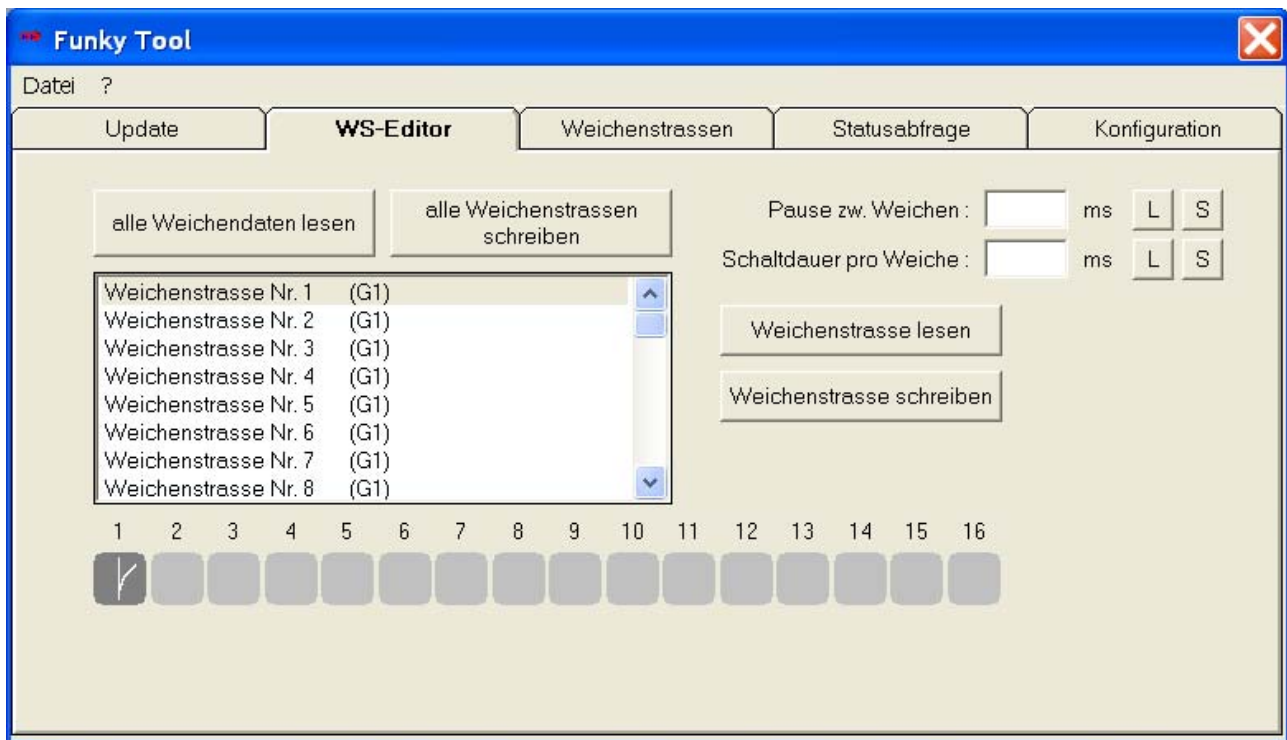 Funky Tool
Datei ?
Update WS-Editor Weichenstrassen Statusabfrage Konfiguration
alle Weichendaten lesen
alle Weichenstrassen
schreiben
Pause zw. Weichen : ms L S
Schaltdauer pro Weiche : ms L S
Weichenstrasse Nr. 1 (G1)
Weichenstrasse Nr. 2 (G1)
Weichenstrasse Nr. 3 (G1)
Weichenstrasse Nr. 4 (G1)
Weichenstrasse Nr. 5 (G1)
Weichenstrasse Nr. 6 (G1)
Weichenstrasse Nr. 7 (G1)
Weichenstrasse Nr. 8 (G1)
Weichenstrasse lesen
Weichenstrasse schreiben
1 2 3 4 5 6 7 8 9 10 11 12 13 14 15 16